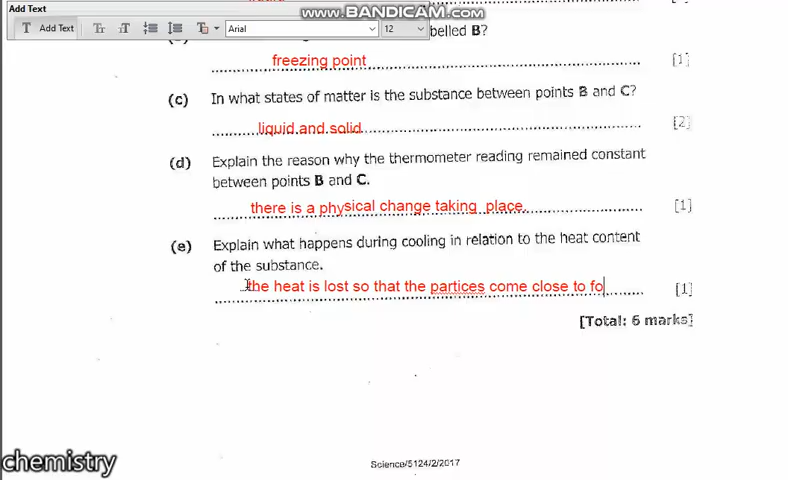 Add Text
WWW.BANDICAM.COM
T Add Text
Arial
12
elled B?
freezing point
[1]
(c) In what states of matter is the substance between points B and C?
liquid and solid
[2]
(d) Explain the reason why the thermometer reading remained constant
between points B and C.
there is a physical change taking place.
[1]
(e) Explain what happens during cooling in relation to the heat content
of the substance.
the heat is lost so that the partices come close to fo
[1]
[Total: 6 marks]
chemistry
Science/5124/2/2017